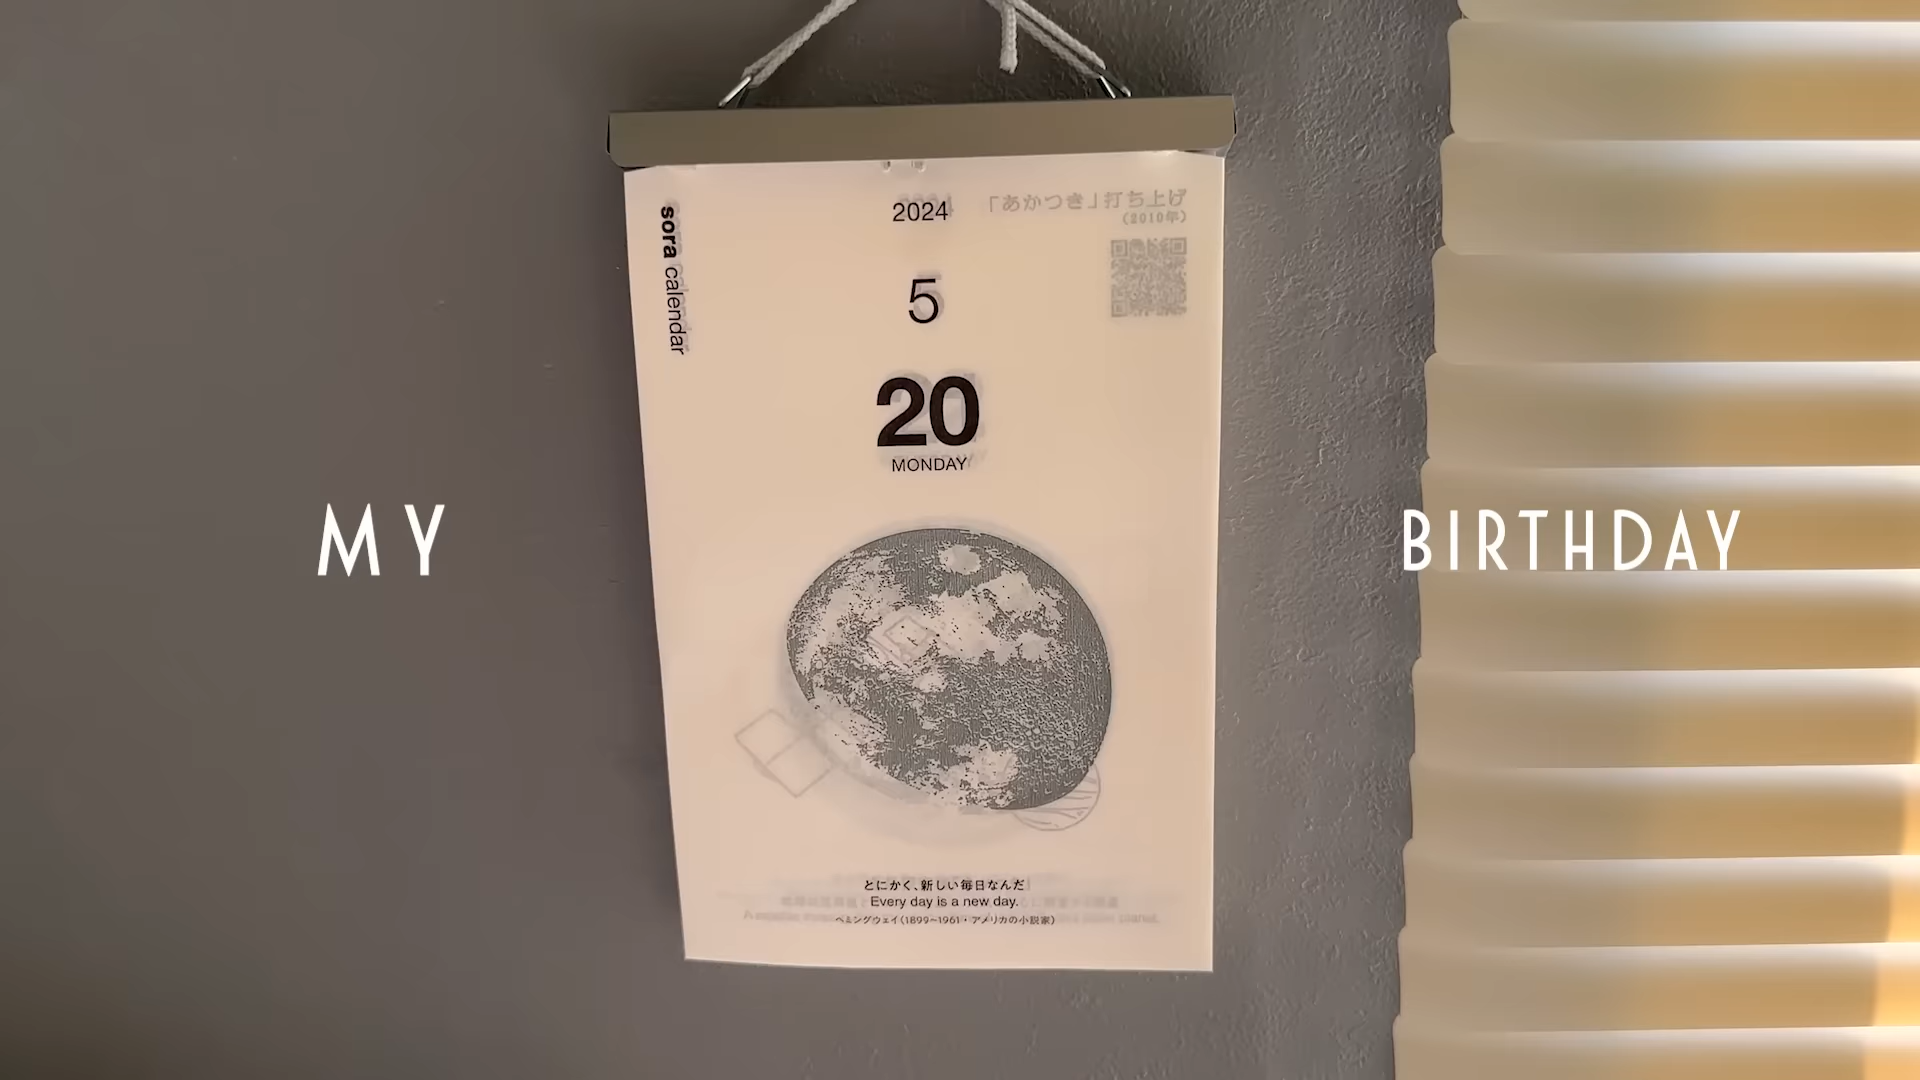 sora calendar
2024
「あかつき」打ち上げ
(2010年)
5
20
MONDAY
MY
BIRTHDAY
とにかく、新しい毎日なんだ
Every day is a new day.
ヘミングウェイ(1899~1961・アメリカの小説家)